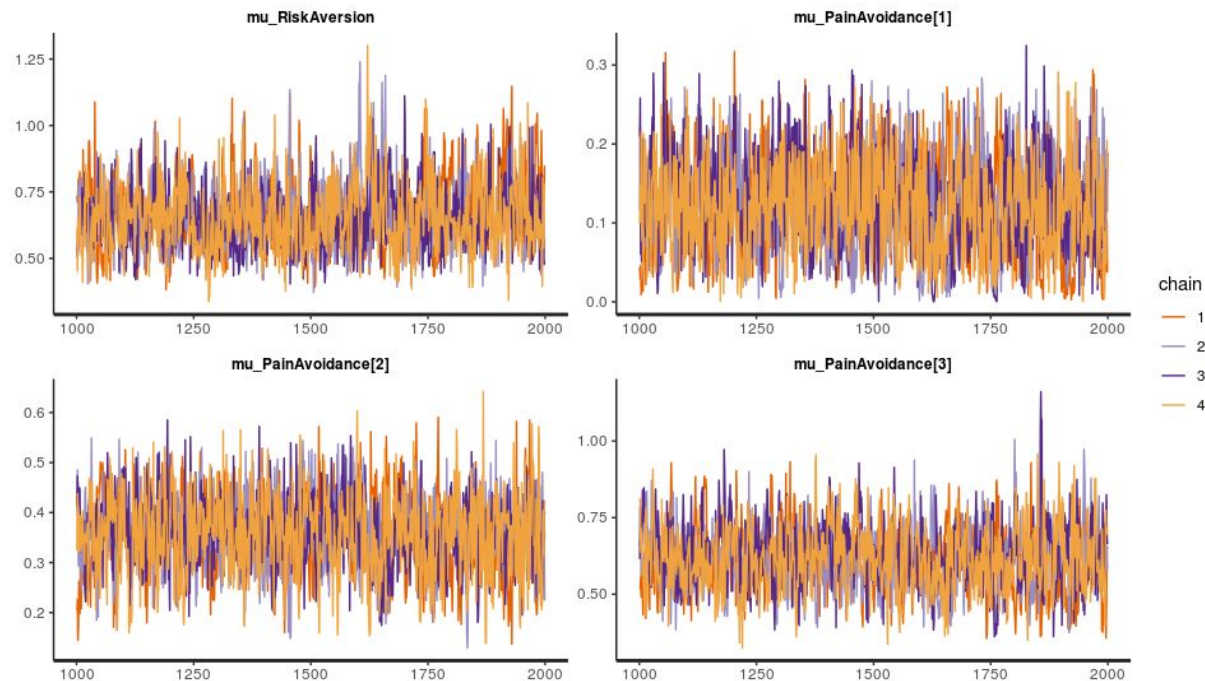 mu_RiskAversion
mu_PainAvoidance[1]
1.25
1.00
0.75
0.50
0.3
0.2
0.1
0.0
1000 1250 1500 1750 2000
1000 1250 1500 1750 2000
mu_PainAvoidance[2]
mu_PainAvoidance[3]
0.6
0.5
0.4
0.3
0.2
1.00
0.75
0.50
1000 1250 1500 1750 2000
1000 1250 1500 1750 2000
chain
1
2
3
4